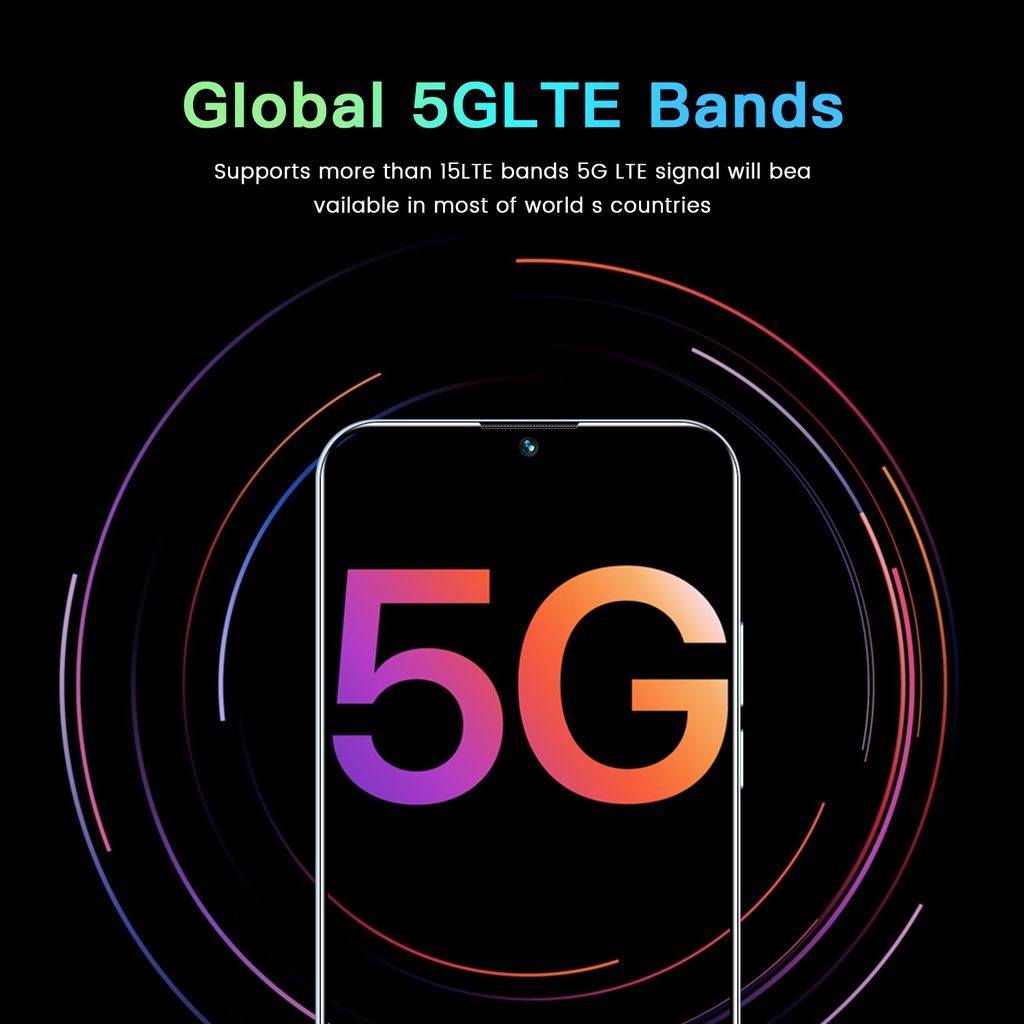 Global 5GLTE Bands
Supports more than 15LTE bands 5G LTE signal will bea
vailable in most of world s countries
5G